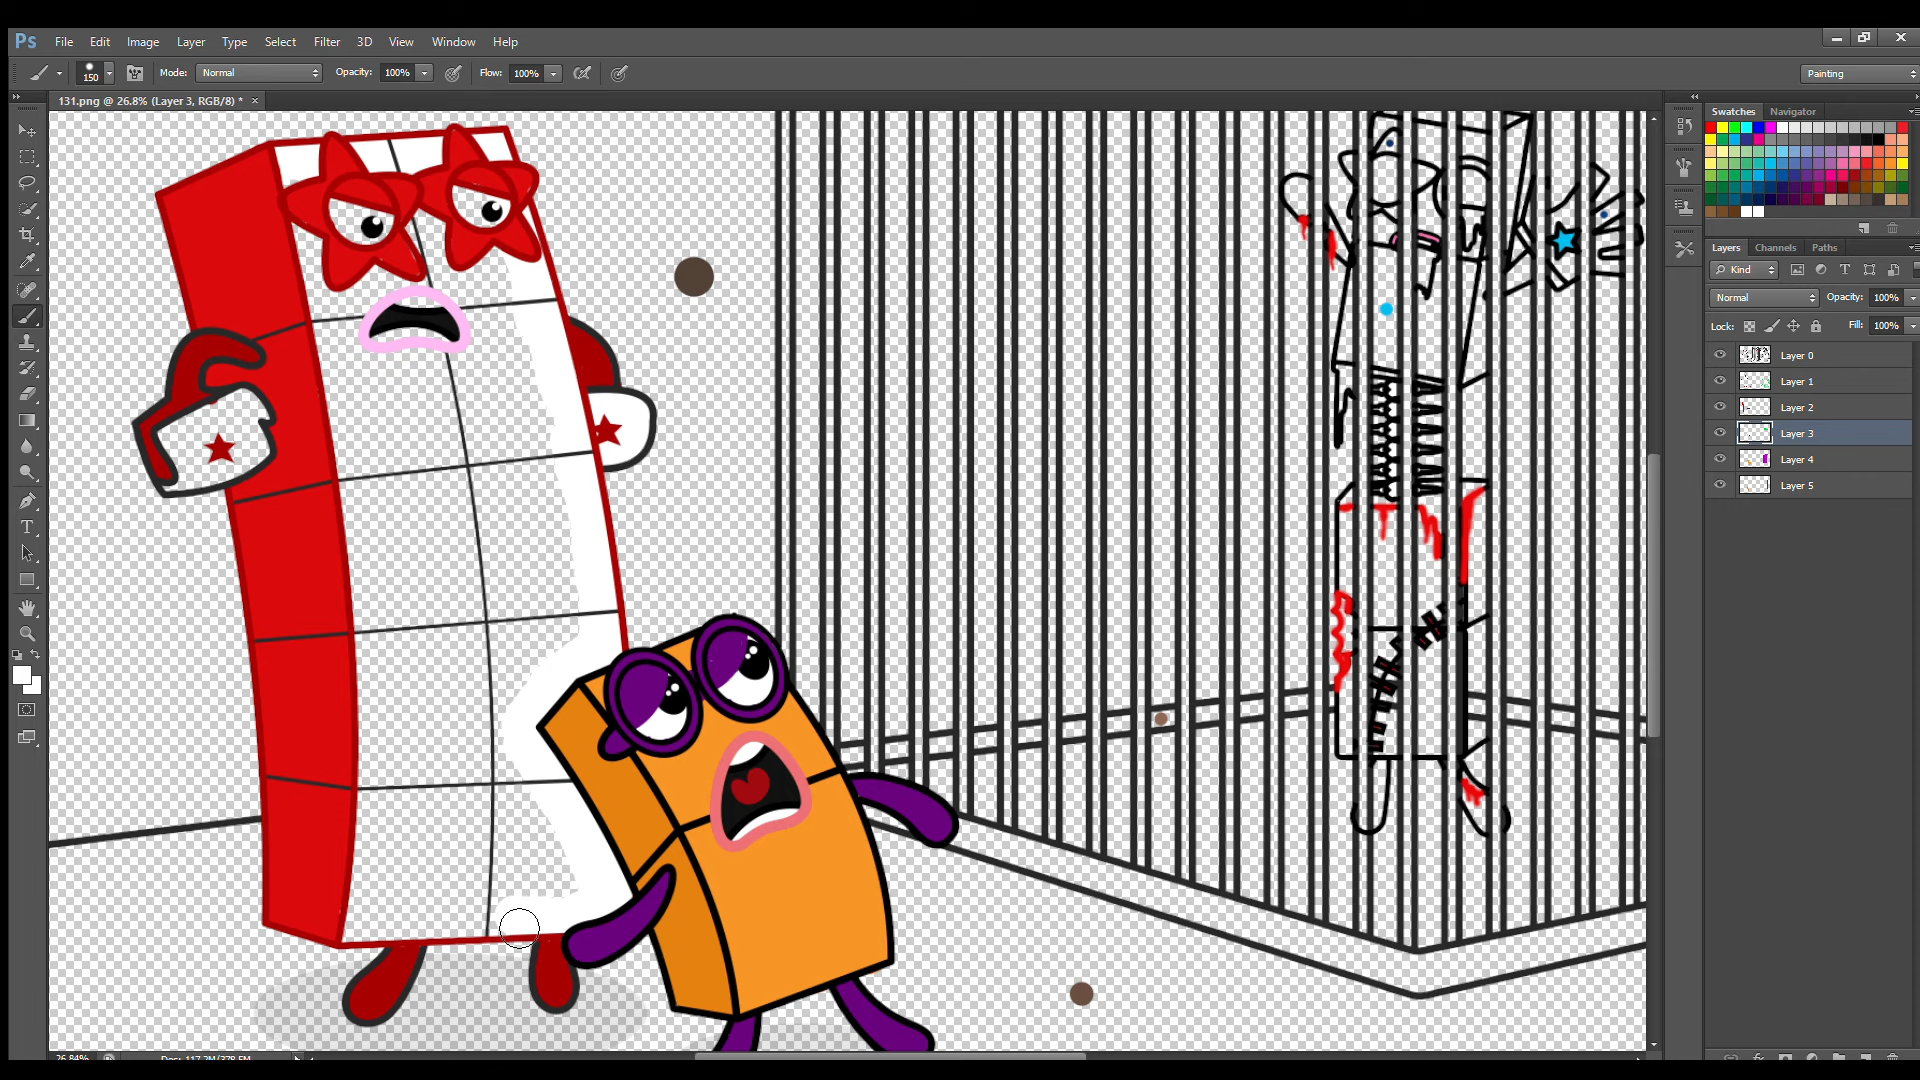 Ps File Edit Image Layer Type Select Filter 3D View Window Help
150 Mode: Normal Opacity: 100% Flow: 100% Painting
131.png @ 26.8% (Layer 3, RGB/8) * ×
Swatches Navigator
Layers Channels Paths
Kind
Normal Opacity: 100%
Lock: Fill: 100%
Layer 0
Layer 1
Layer 2
Layer 3
Layer 4
Layer 5
26.84% Doc: 117.2M/378.5M